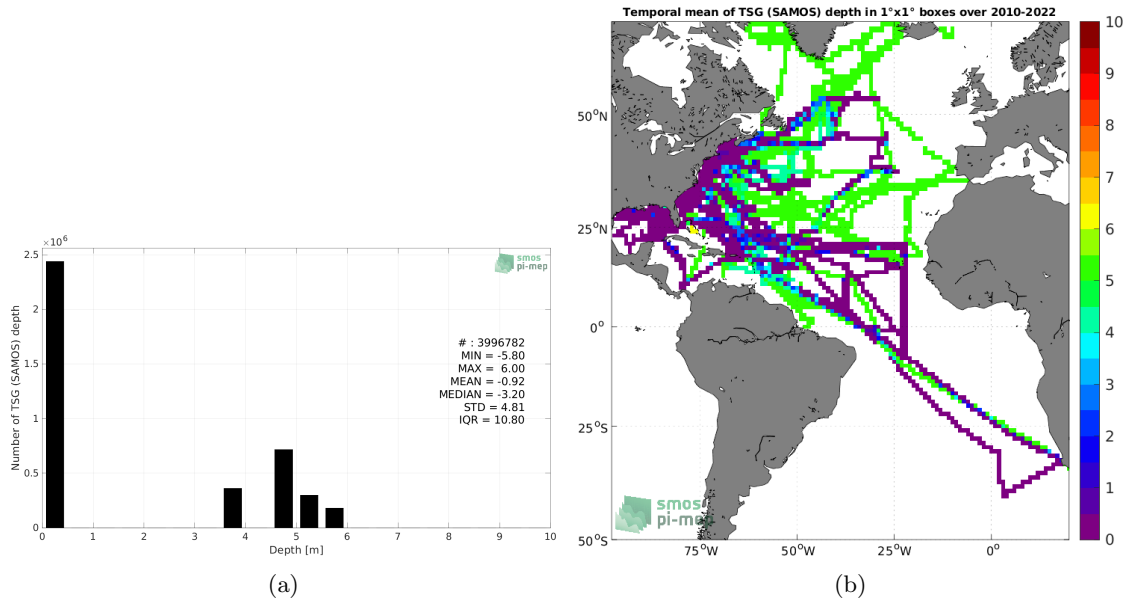 Temporal mean of TSG (SAMOS) depth in 1°x1° boxes over 2010-2022
×10⁶
2.5
2
1.5
1
0.5
0
Number of TSG (SAMOS) depth
smos
pi-mep
# : 3996782
MIN = -5.80
MAX = 6.00
MEAN = -0.92
MEDIAN = -3.20
STD = 4.81
IQR = 10.80
0 1 2 3 4 5 6 7 8 9 10
Depth [m]
(a)
50°N
25°N
0°
25°S
50°S
75°W 50°W 25°W 0°
smos
pi-mep
10
9
8
7
6
5
4
3
2
1
0
(b)